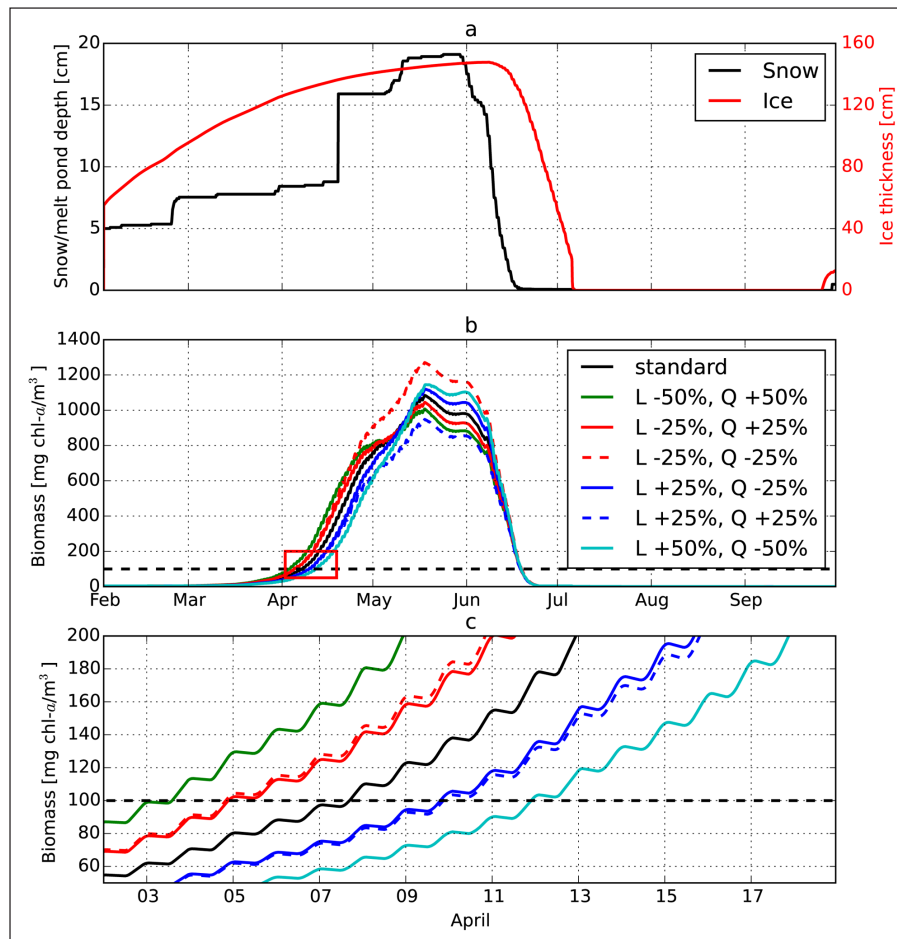 a
Snow/melt pond depth [cm]
20
15
10
5
0
Snow
Ice
160
120
80
40
0
Ice thickness [cm]
b
Biomass [mg chl-a/m³]
1400
1200
1000
800
600
400
200
0
standard
L -50%, Q +50%
L -25%, Q +25%
L -25%, Q -25%
L +25%, Q -25%
L +25%, Q +25%
L +50%, Q -50%
Feb Mar Apr May Jun Jul Aug Sep
c
Biomass [mg chl-a/m³]
200
180
160
140
120
100
80
60
03 05 07 09 11 13 15 17
April